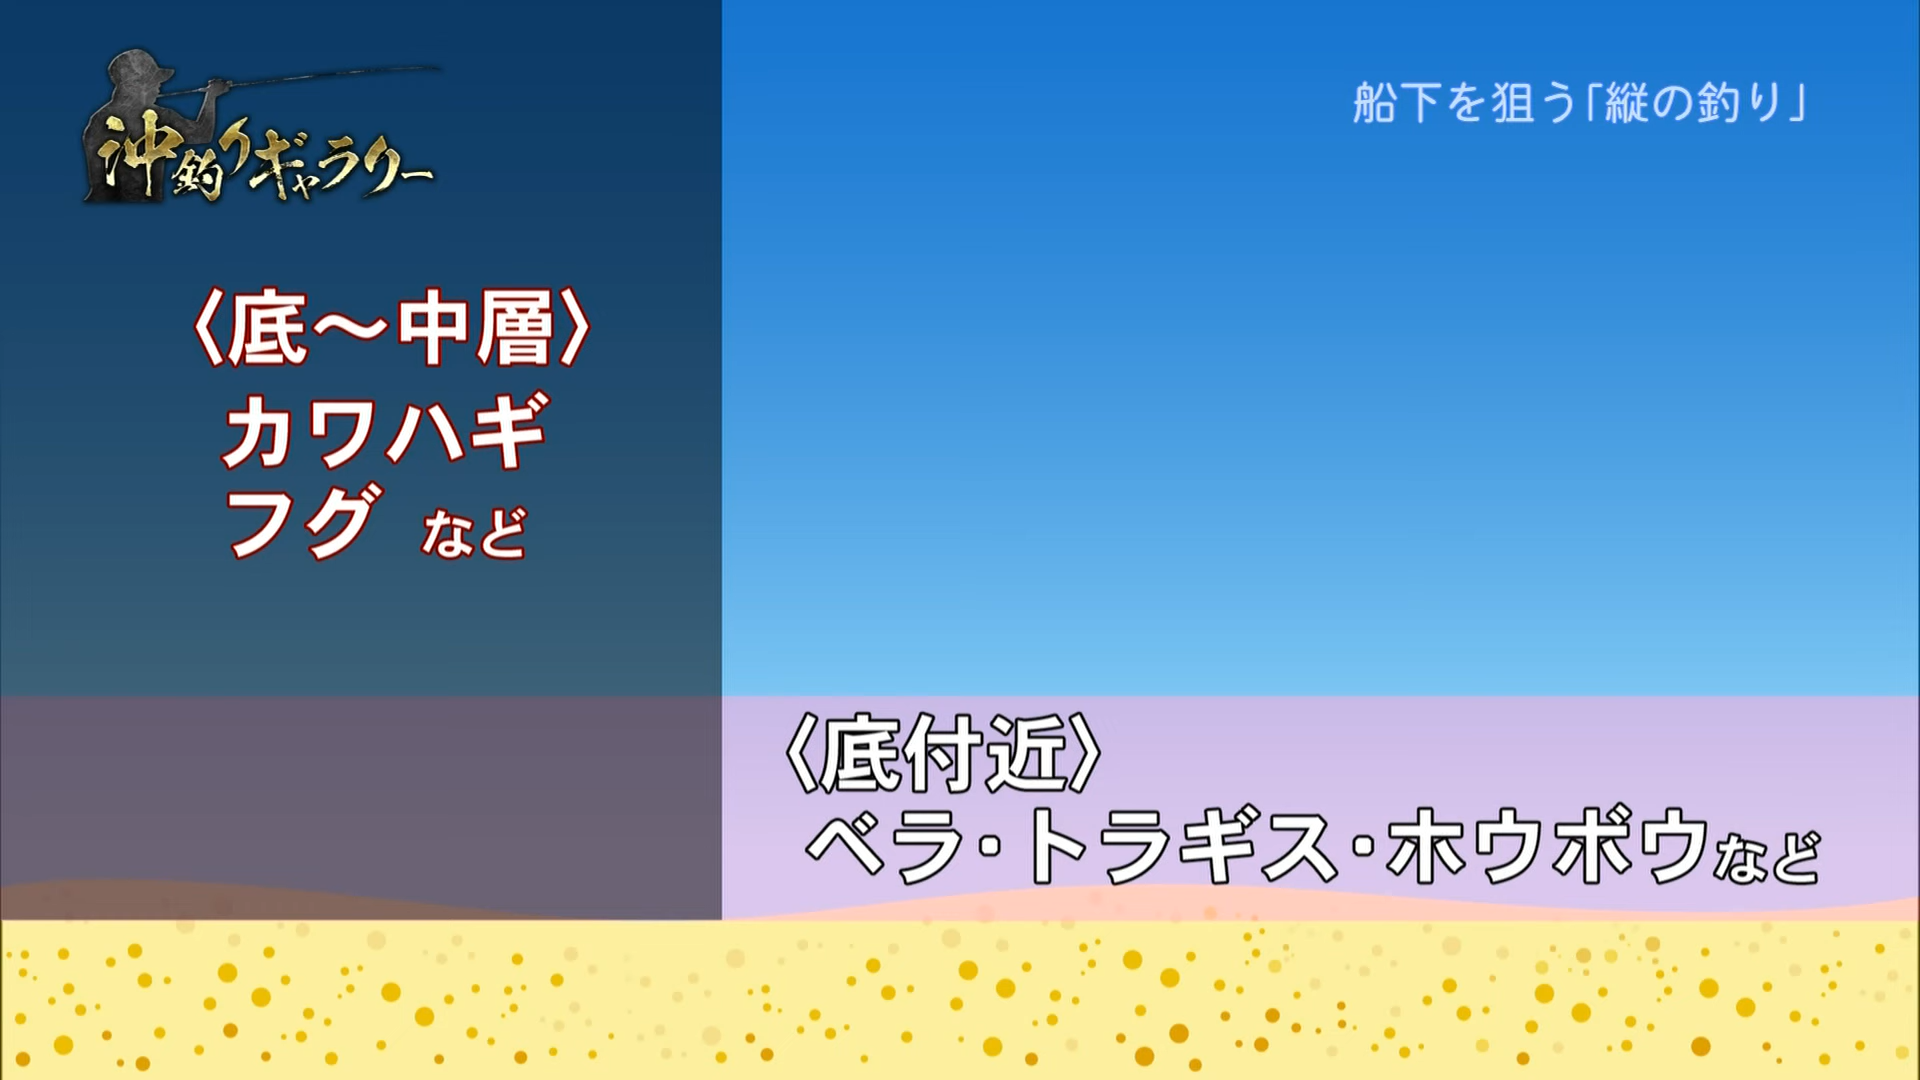 沖釣りギャラリー
船下を狙う「縦の釣り」
〈底～中層〉
カワハギ
フグ など
〈底付近〉
ベラ・トラギス・ホウボウなど